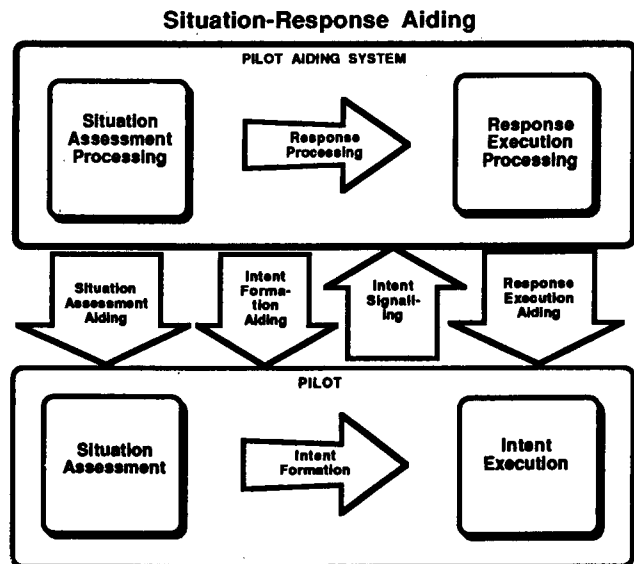 Situation-Response Aiding
PILOT AIDING SYSTEM
Situation
Assessment
Processing
Response
Processing
Response
Execution
Processing
Situation
Assessment
Aiding
Intent
Forma-
tion
Aiding
Intent
Signall-
ing
Response
Execution
Aiding
PILOT
Situation
Assessment
Intent
Formation
Intent
Execution